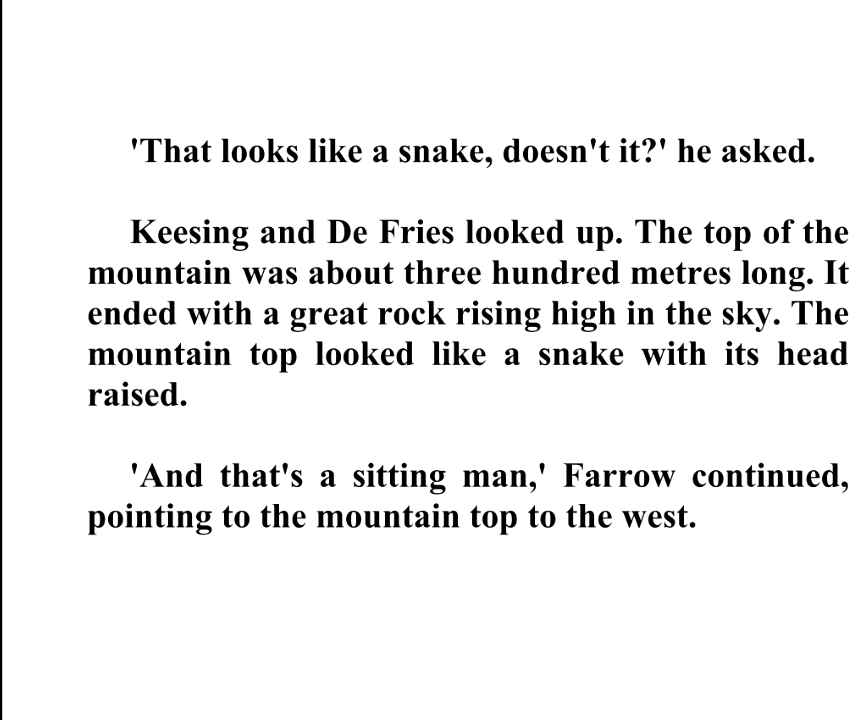 'That looks like a snake, doesn't it?' he asked.
Keesing and De Fries looked up. The top of the
mountain was about three hundred metres long. It
ended with a great rock rising high in the sky. The
mountain top looked like a snake with its head
raised.
'And that's a sitting man,' Farrow continued,
pointing to the mountain top to the west.